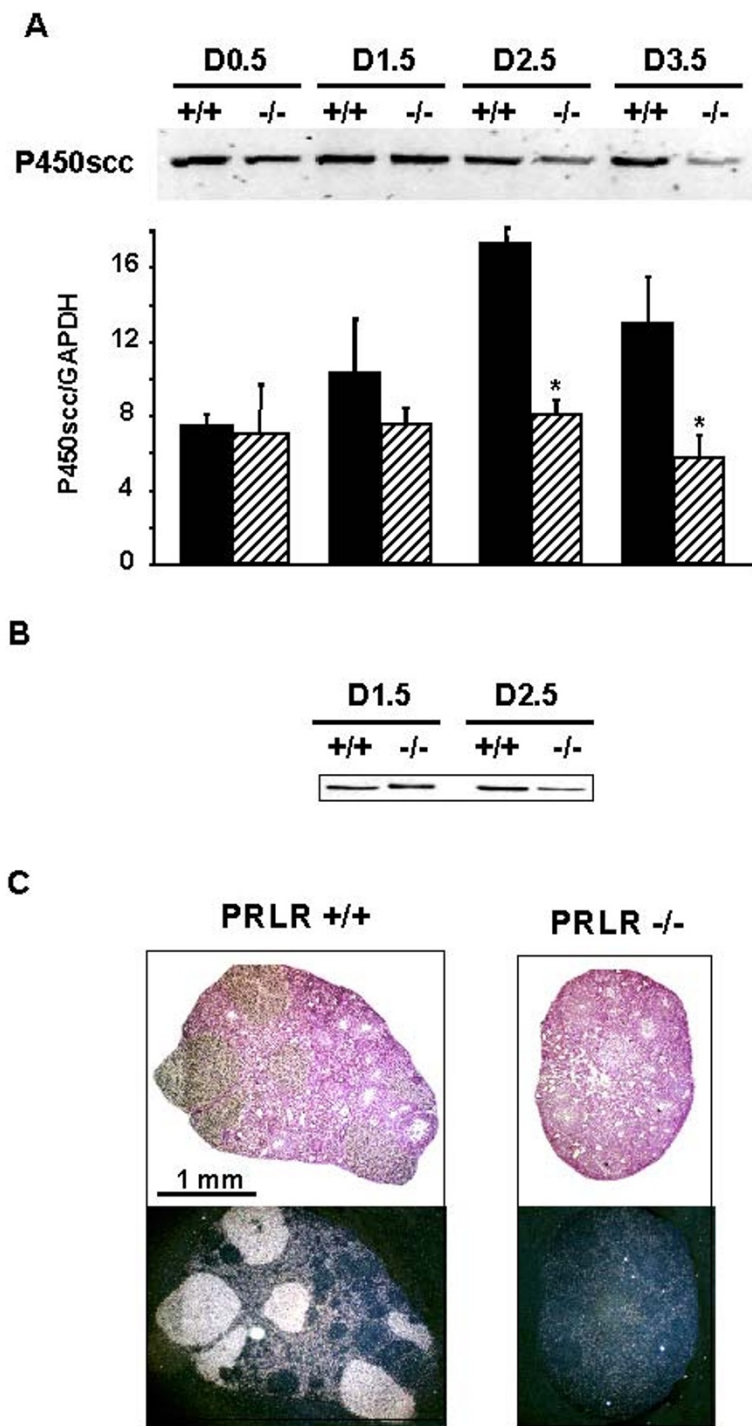 A
D0.5 D1.5 D2.5 D3.5
+/+ -/- +/+ -/- +/+ -/- +/+ -/-
P450scc
P450scc/GAPDH
16
12
8
4
0
* *
B
D1.5 D2.5
+/+ -/- +/+ -/-
C
PRLR +/+ PRLR -/-
1 mm